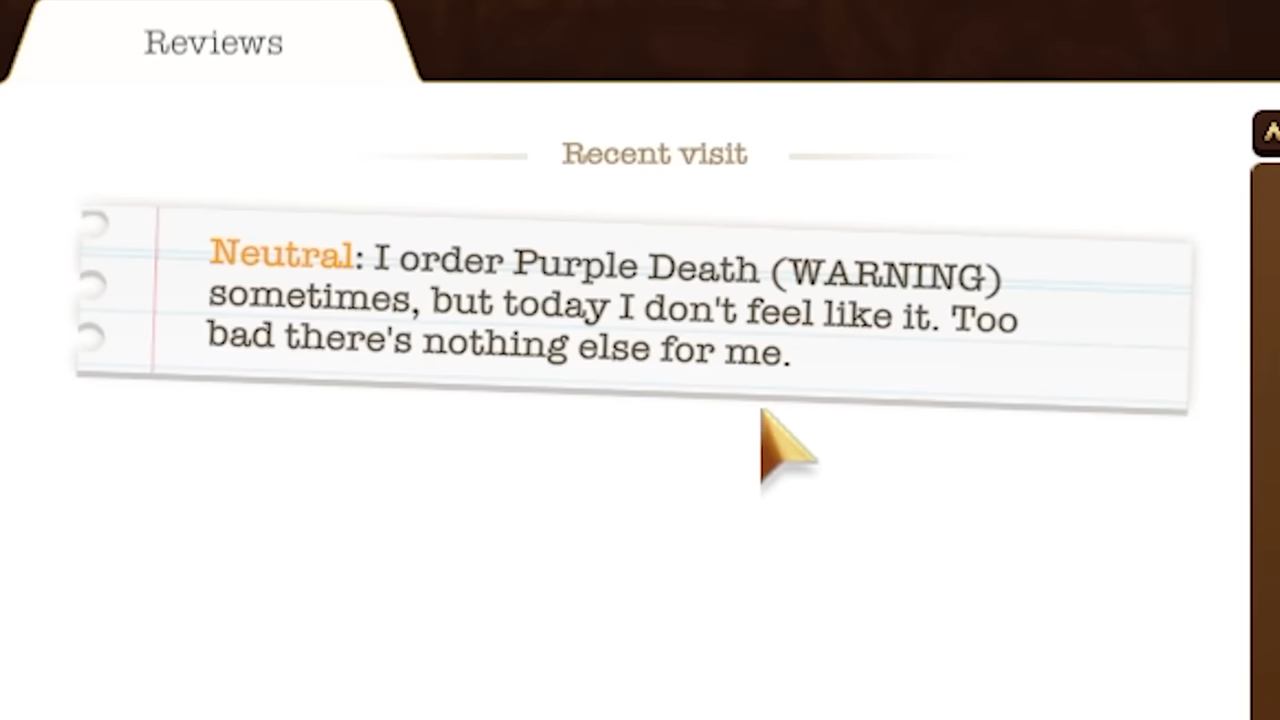 Reviews
Recent visit
Neutral: I order Purple Death (WARNING)
sometimes, but today I don't feel like it. Too
bad there's nothing else for me.